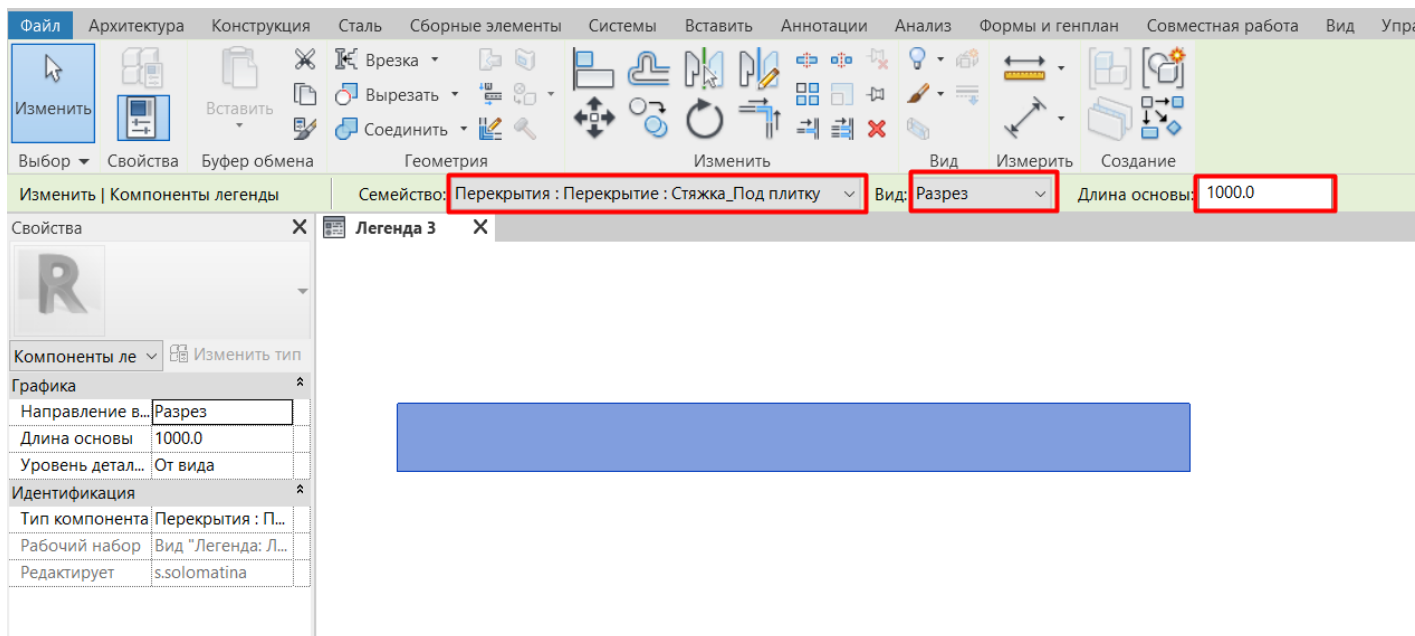 Файл Архитектура Конструкция Сталь Сборные элементы Системы Вставить Аннотации Анализ Формы и генплан Совместная работа Вид Упра
Врезка
Изменить Вставить Вырезать
Соединить
Выбор Свойства Буфер обмена Геометрия Изменить Вид Измерить Создание
Изменить | Компоненты легенды Семейство: Перекрытия : Перекрытие : Стяжка_Под плитку Вид: Разрез Длина основы: 1000.0
Свойства Легенда 3
R
Компоненты ле Изменить тип
Графика
Направление в... Разрез
Длина основы 1000.0
Уровень детал... От вида
Идентификация
Тип компонента Перекрытия : П...
Рабочий набор Вид "Легенда: Л...
Редактирует s.solomatina